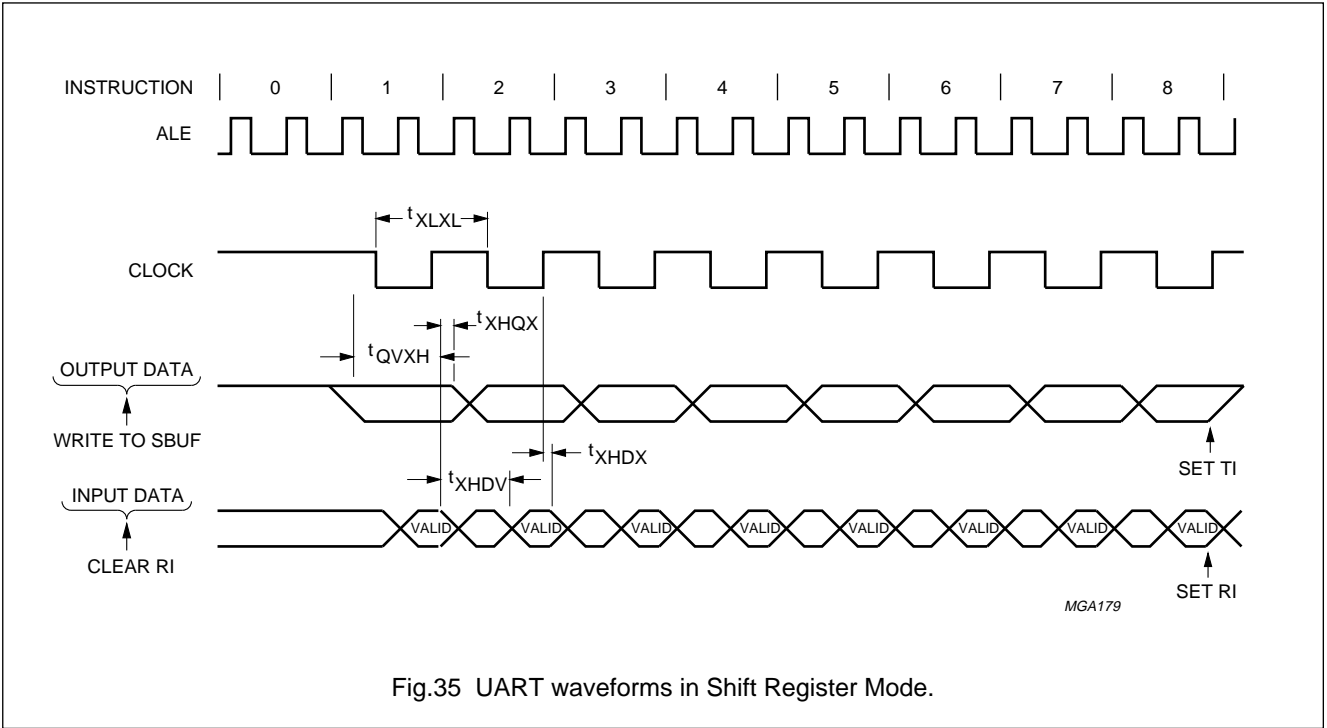 INSTRUCTION 0 1 2 3 4 5 6 7 8
ALE
tXLXL
CLOCK
tXHQX
tQVXH
OUTPUT DATA
WRITE TO SBUF
tXHDX
SET TI
tXHDV
INPUT DATA
VALID VALID VALID VALID VALID VALID VALID VALID
CLEAR RI
SET RI
MGA179
Fig.35 UART waveforms in Shift Register Mode.